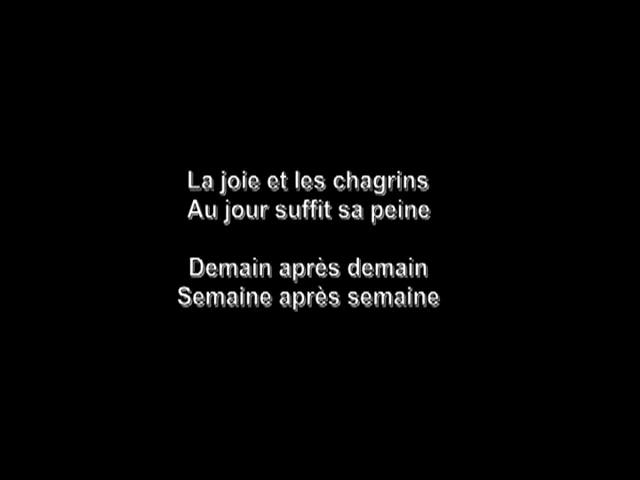 La joie et les chagrins
Au jour suffit sa peine
Demain après demain
Semaine après semaine